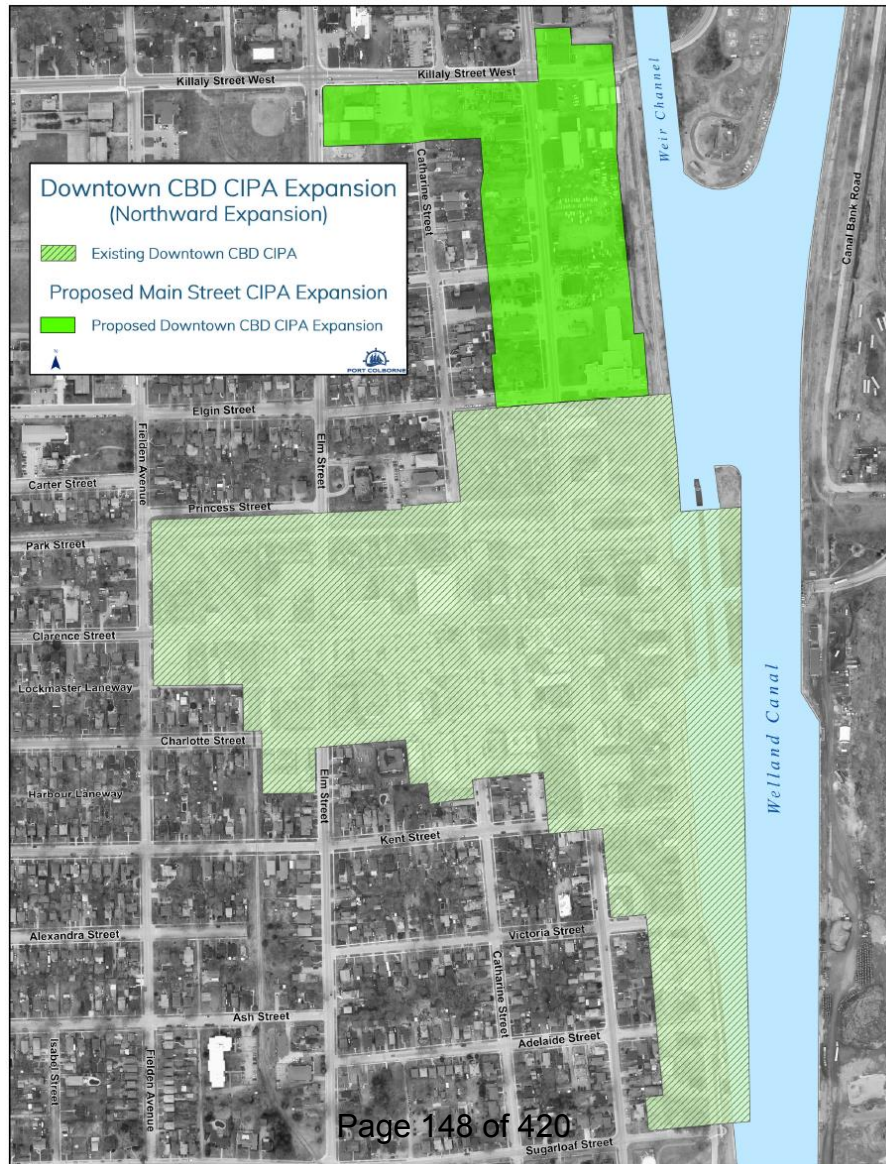 Killaly Street West
Killaly Street West
Weir Channel
Canal Bank Road
Catharine Street
Downtown CBD CIPA Expansion
(Northward Expansion)
Existing Downtown CBD CIPA
Proposed Main Street CIPA Expansion
Proposed Downtown CBD CIPA Expansion
PORT COLBORNE
Elgin Street
Fielden Avenue
Elm Street
Carter Street
Princess Street
Park Street
Clarence Street
Lockmaster Laneway
Charlotte Street
Welland Canal
Harbour Laneway
Elm Street
Kent Street
Alexandra Street
Victoria Street
Catharine Street
Ash Street
Adelaide Street
Isabel Street
Fielden Avenue
Page 148 of 420
Sugarloaf Street